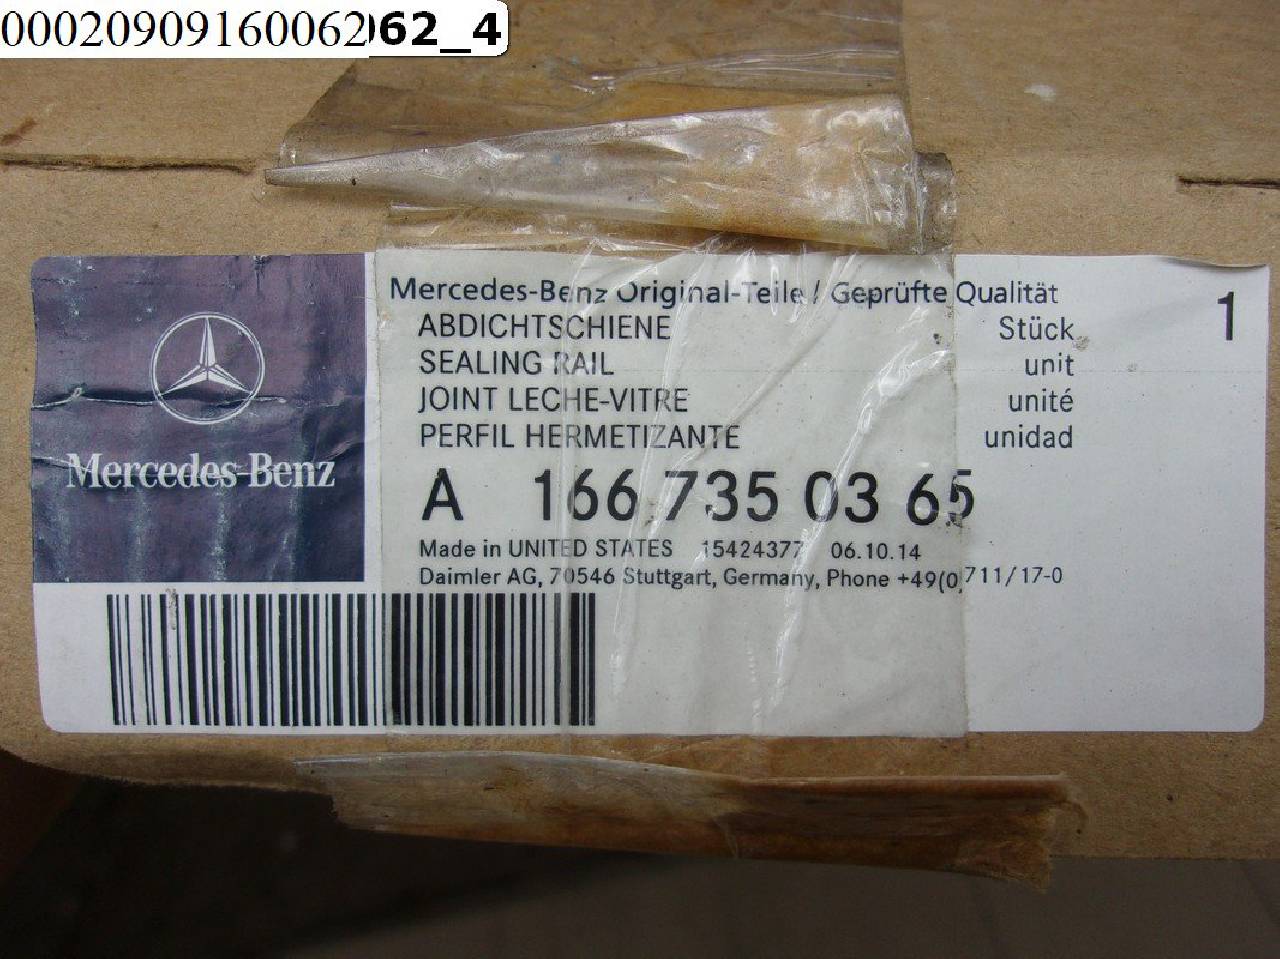 00020909160062062_4
Mercedes-Benz Original-Teile / Geprüfte Qualität
1
ABDICHTSCHIENE Stück
SEALING RAIL unit
JOINT LECHE-VITRE unité
PERFIL HERMETIZANTE unidad
Mercedes-Benz
A 166 735 03 65
Made in UNITED STATES 15424377 06.10.14
Daimler AG, 70546 Stuttgart, Germany, Phone +49(0)711/17-0